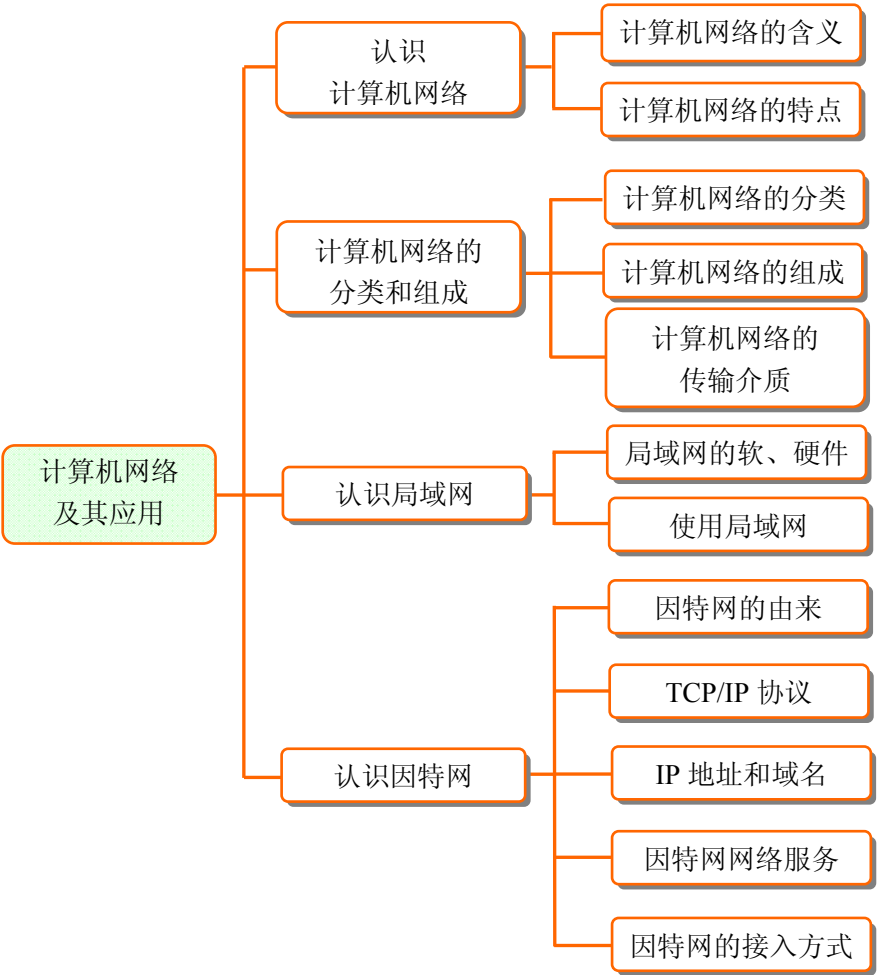 计算机网络
及其应用
认识
计算机网络
计算机网络的含义
计算机网络的特点
计算机网络的
分类和组成
计算机网络的分类
计算机网络的组成
计算机网络的
传输介质
认识局域网
局域网的软、硬件
使用局域网
认识因特网
因特网的由来
TCP/IP 协议
IP 地址和域名
因特网网络服务
因特网的接入方式